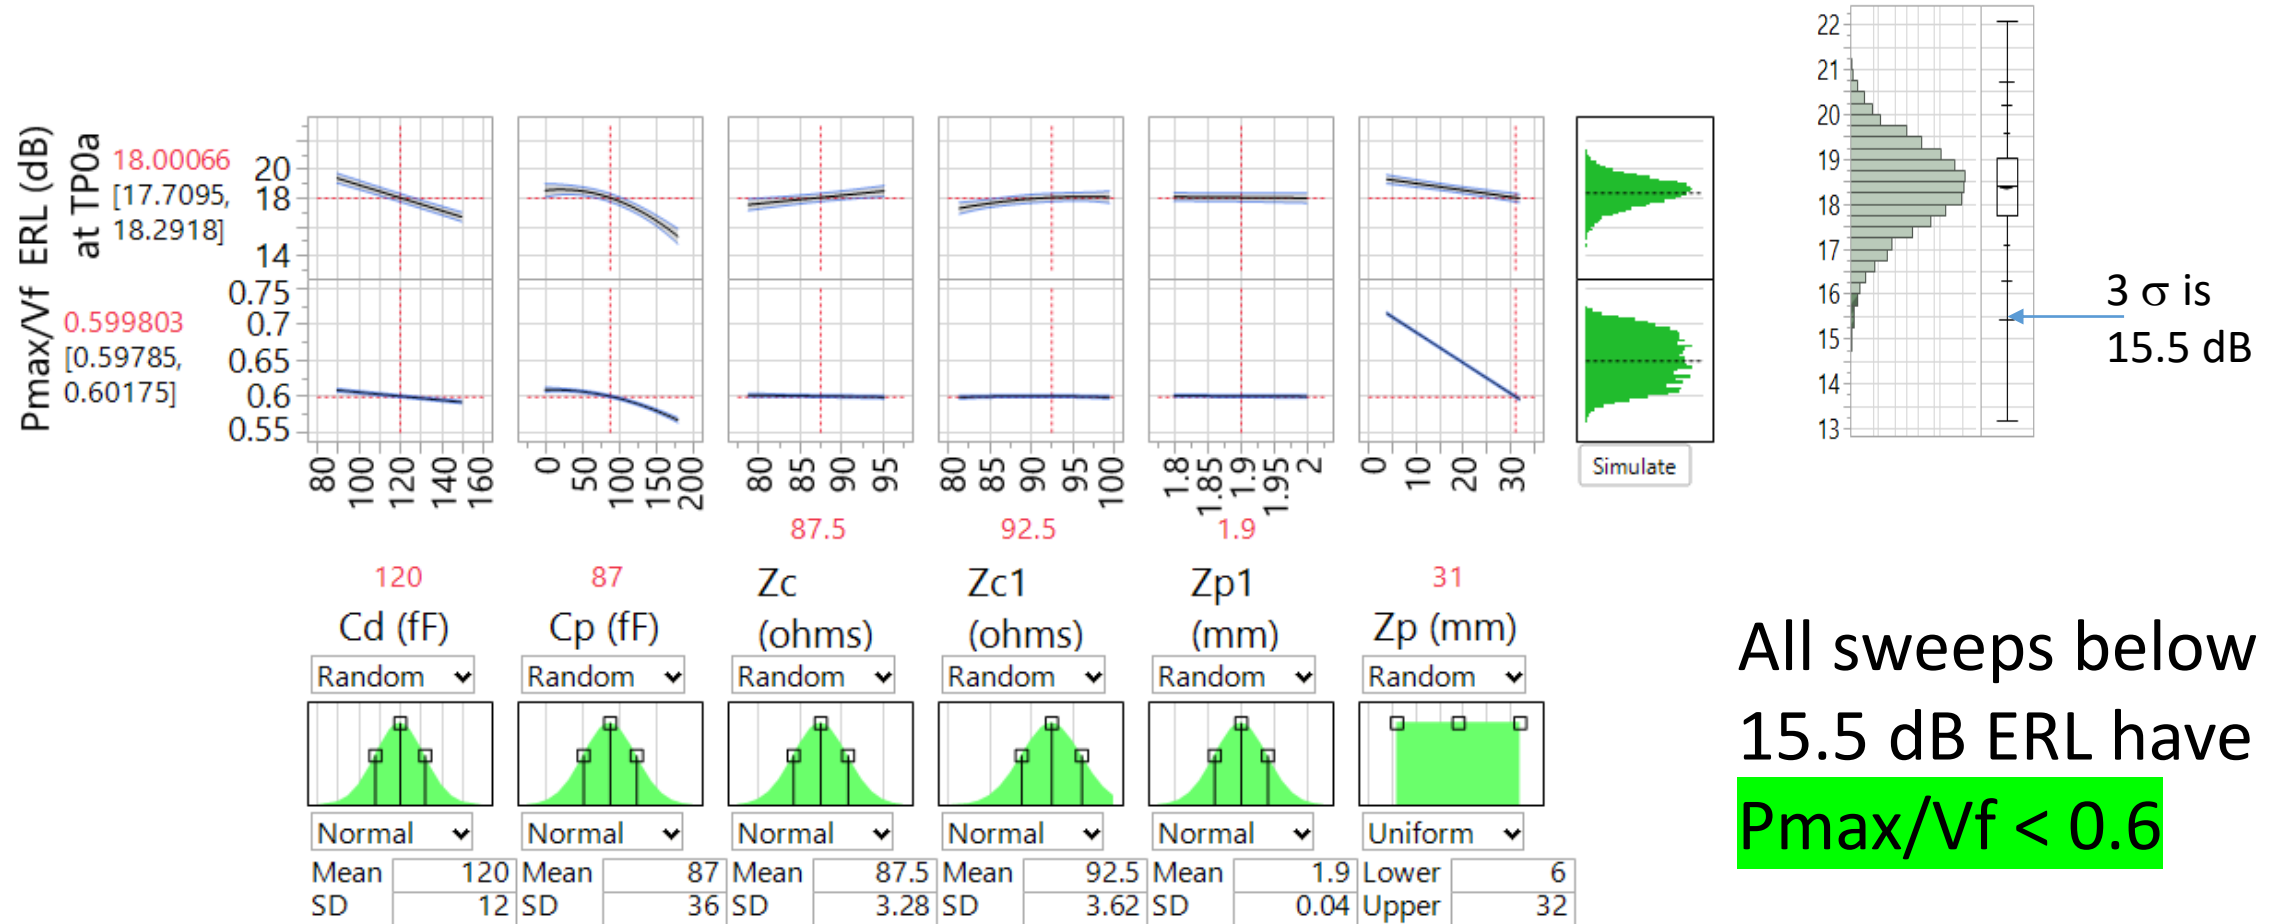 Pmax/Vf ERL (dB)
at TP0a
18.00066
[17.7095,
18.2918]
20
18
14
0.599803
[0.59785,
0.60175]
0.75
0.7
0.65
0.6
0.55
80 100 120 140 160
0 50 100 150 200
80 85 90 95
80 85 90 95 100
1.8 1.85 1.9 1.95 2
0 10 20 30
Simulate
87.5 92.5 1.9
120 87 31
Cd (fF)
Cp (fF)
Zc
(ohms)
Zc1
(ohms)
Zp1
(mm)
Zp (mm)
Random Random Random Random Random Random
Normal Normal Normal Normal Normal Uniform
Mean 120 Mean 87 Mean 87.5 Mean 92.5 Mean 1.9 Lower 6
SD 12 SD 36 SD 3.28 SD 3.62 SD 0.04 Upper 32
22
21
20
19
18
17
16
15
14
13
3 σ is
15.5 dB
All sweeps below
15.5 dB ERL have
Pmax/Vf < 0.6